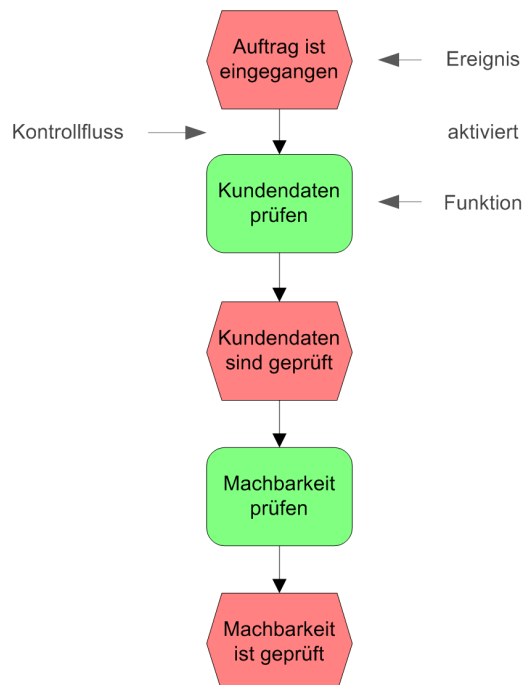 Auftrag ist
eingegangen
Ereignis
Kontrollfluss
aktiviert
Kundendaten
prüfen
Funktion
Kundendaten
sind geprüft
Machbarkeit
prüfen
Machbarkeit
ist geprüft